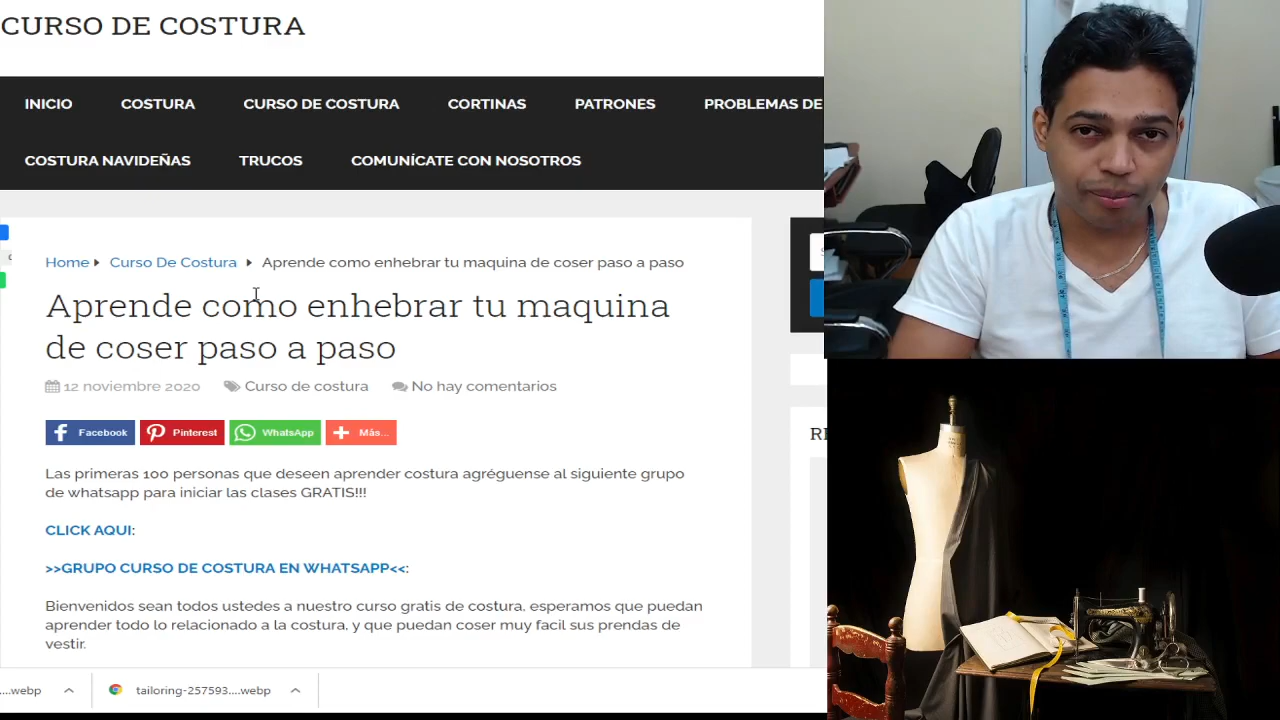 CURSO DE COSTURA
INICIO COSTURA CURSO DE COSTURA CORTINAS PATRONES PROBLEMAS DE
COSTURA NAVIDEÑAS TRUCOS COMUNÍCATE CON NOSOTROS
Home Curso De Costura Aprende como enhebrar tu maquina de coser paso a paso
Aprende como enhebrar tu maquina
de coser paso a paso
12 noviembre 2020 Curso de costura No hay comentarios
Facebook Pinterest WhatsApp Más...
Las primeras 100 personas que deseen aprender costura agréguense al siguiente grupo
de whatsapp para iniciar las clases GRATIS!!!
CLICK AQUI:
>>GRUPO CURSO DE COSTURA EN WHATSAPP<<:
Bienvenidos sean todos ustedes a nuestro curso gratis de costura. esperamos que puedan
aprender todo lo relacionado a la costura, y que puedan coser muy facil sus prendas de
vestir.
....webp tailoring-257593....webp